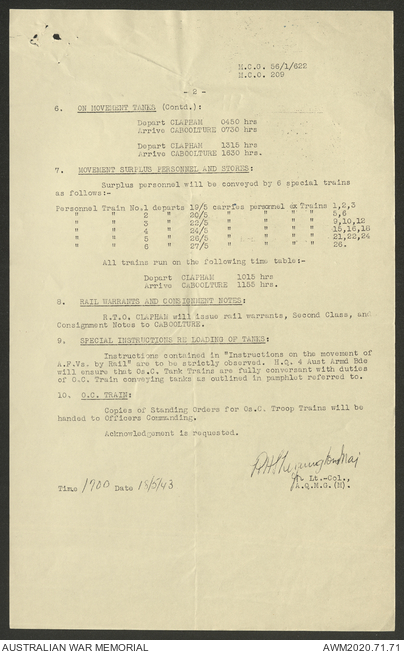 M.C.G. 56/1/622
M.C.O. 209
- 2 -
6. ON MOVEMENT TANKS (Contd.):
Depart CLAPHAM 0450 hrs
Arrive CABOOLTURE 0730 hrs
Depart CLAPHAM 1315 hrs
Arrive CABOOLTURE 1630 hrs.
7. MOVEMENT SURPLUS PERSONNEL AND STORES:
Surplus personnel will be conveyed by 6 special trains
as follows:-
Personnel Train No.1 departs 19/5 carries personnel ex Trains 1,2,3
" " 2 " 20/5 " " " " 5,6
" " 3 " 23/5 " " " " 9,10,12
" " 4 " 24/5 " " " " 15,16,18
" " 5 " 26/5 " " " " 21,22,24
" " 6 " 27/5 " " " " 26.
All trains run on the following time table:-
Depart CLAPHAM 1015 hrs
Arrive CABOOLTURE 1155 hrs.
8. RAIL WARRANTS AND CONSIGNMENT NOTES:
R.T.O. CLAPHAM will issue rail warrants, Second Class, and
Consignment Notes to CABOOLTURE.
9. SPECIAL INSTRUCTIONS RE LOADING OF TANKS:
Instructions contained in "Instructions on the movement of
A.F.Vs. by Rail" are to be strictly observed. H.Q. 4 Aust Armd Bde
will ensure that Os.C. Tank Trains are fully conversant with duties
of O.C. Train conveying tanks as outlined in pamphlet referred to.
10. O.C. TRAIN:
Copies of Standing Orders for Os.C. Troop Trains will be
handed to Officers Commanding.
Acknowledgement is requested.
Maj
Lt.-Col.,
A.Q.M.G. (M).
Time 1700 Date 18/5/43
AUSTRALIAN WAR MEMORIAL AWM2020.71.71